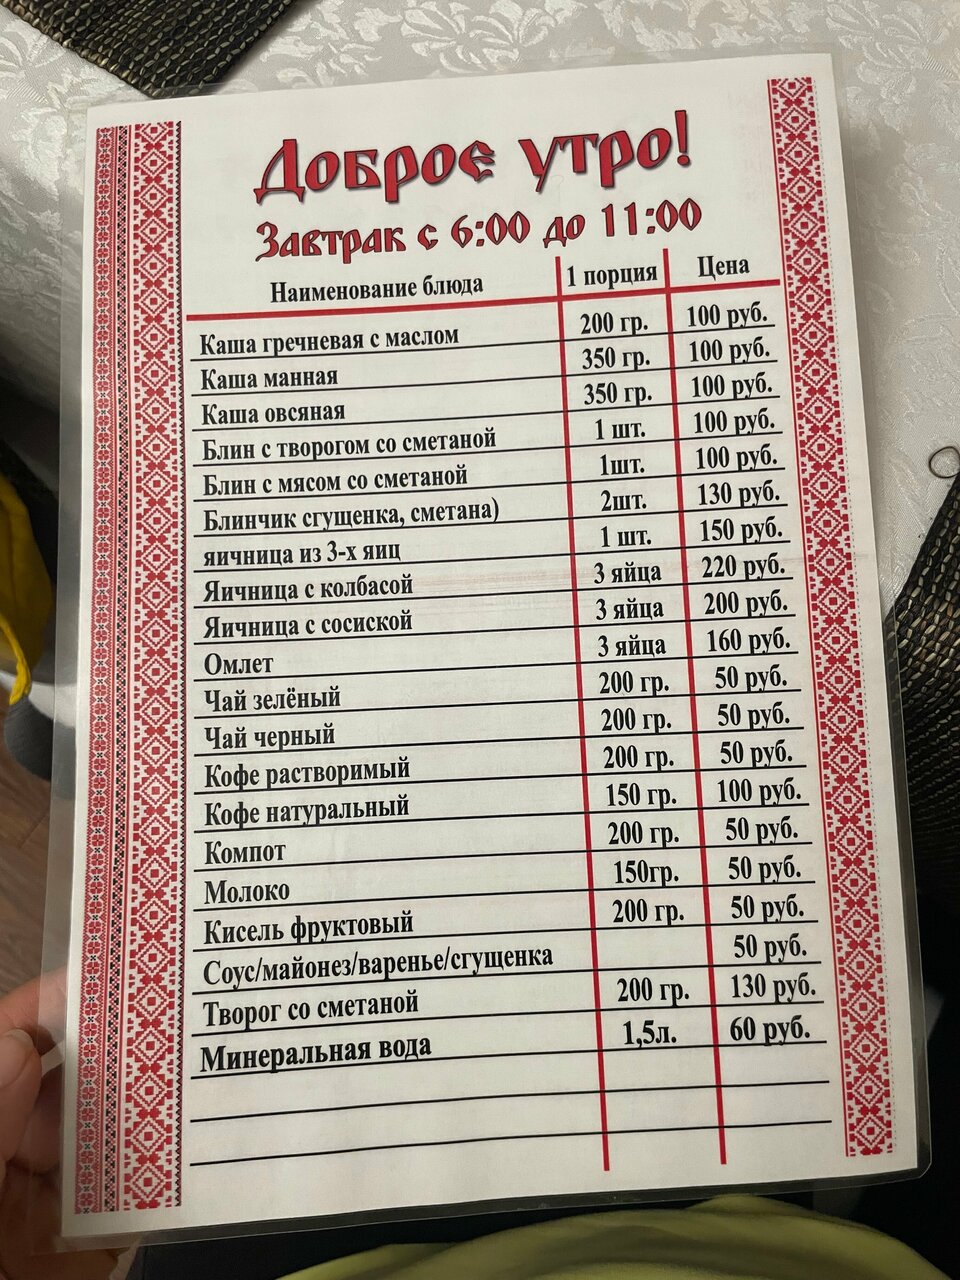 Доброе утро!
Завтрак с 6:00 до 11:00
Наименование блюда 1 порция Цена
Каша гречневая с маслом 200 гр. 100 руб.
Каша манная 350 гр. 100 руб.
Каша овсяная 350 гр. 100 руб.
Блин с творогом со сметаной 1 шт. 100 руб.
Блин с мясом со сметаной 1шт. 100 руб.
Блинчик сгущенка, сметана) 2шт. 130 руб.
яичница из 3-х яиц 1 шт. 150 руб.
Яичница с колбасой 3 яйца 220 руб.
Яичница с сосиской 3 яйца 200 руб.
Омлет 3 яйца 160 руб.
Чай зелёный 200 гр. 50 руб.
Чай черный 200 гр. 50 руб.
Кофе растворимый 200 гр. 50 руб.
Кофе натуральный 150 гр. 100 руб.
Компот 200 гр. 50 руб.
Молоко 150гр. 50 руб.
Кисель фруктовый 200 гр. 50 руб.
Соус/майонез/варенье/сгущенка 50 руб.
Творог со сметаной 200 гр. 130 руб.
Минеральная вода 1,5л. 60 руб.